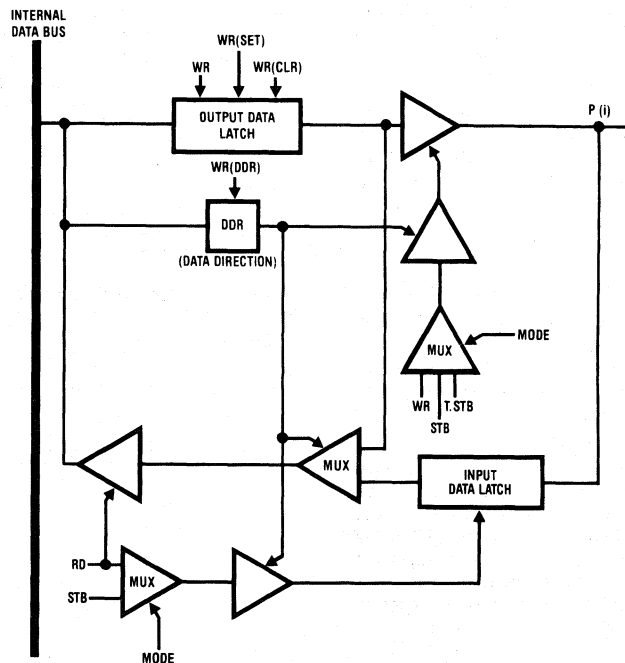 INTERNAL
DATA BUS
WR(SET)
WR
WR(CLR)
OUTPUT DATA
LATCH
P (i)
WR(DDR)
DDR
(DATA DIRECTION)
MODE
MUX
WR
T. STB
STB
MUX
INPUT
DATA LATCH
RD
MUX
STB
MODE